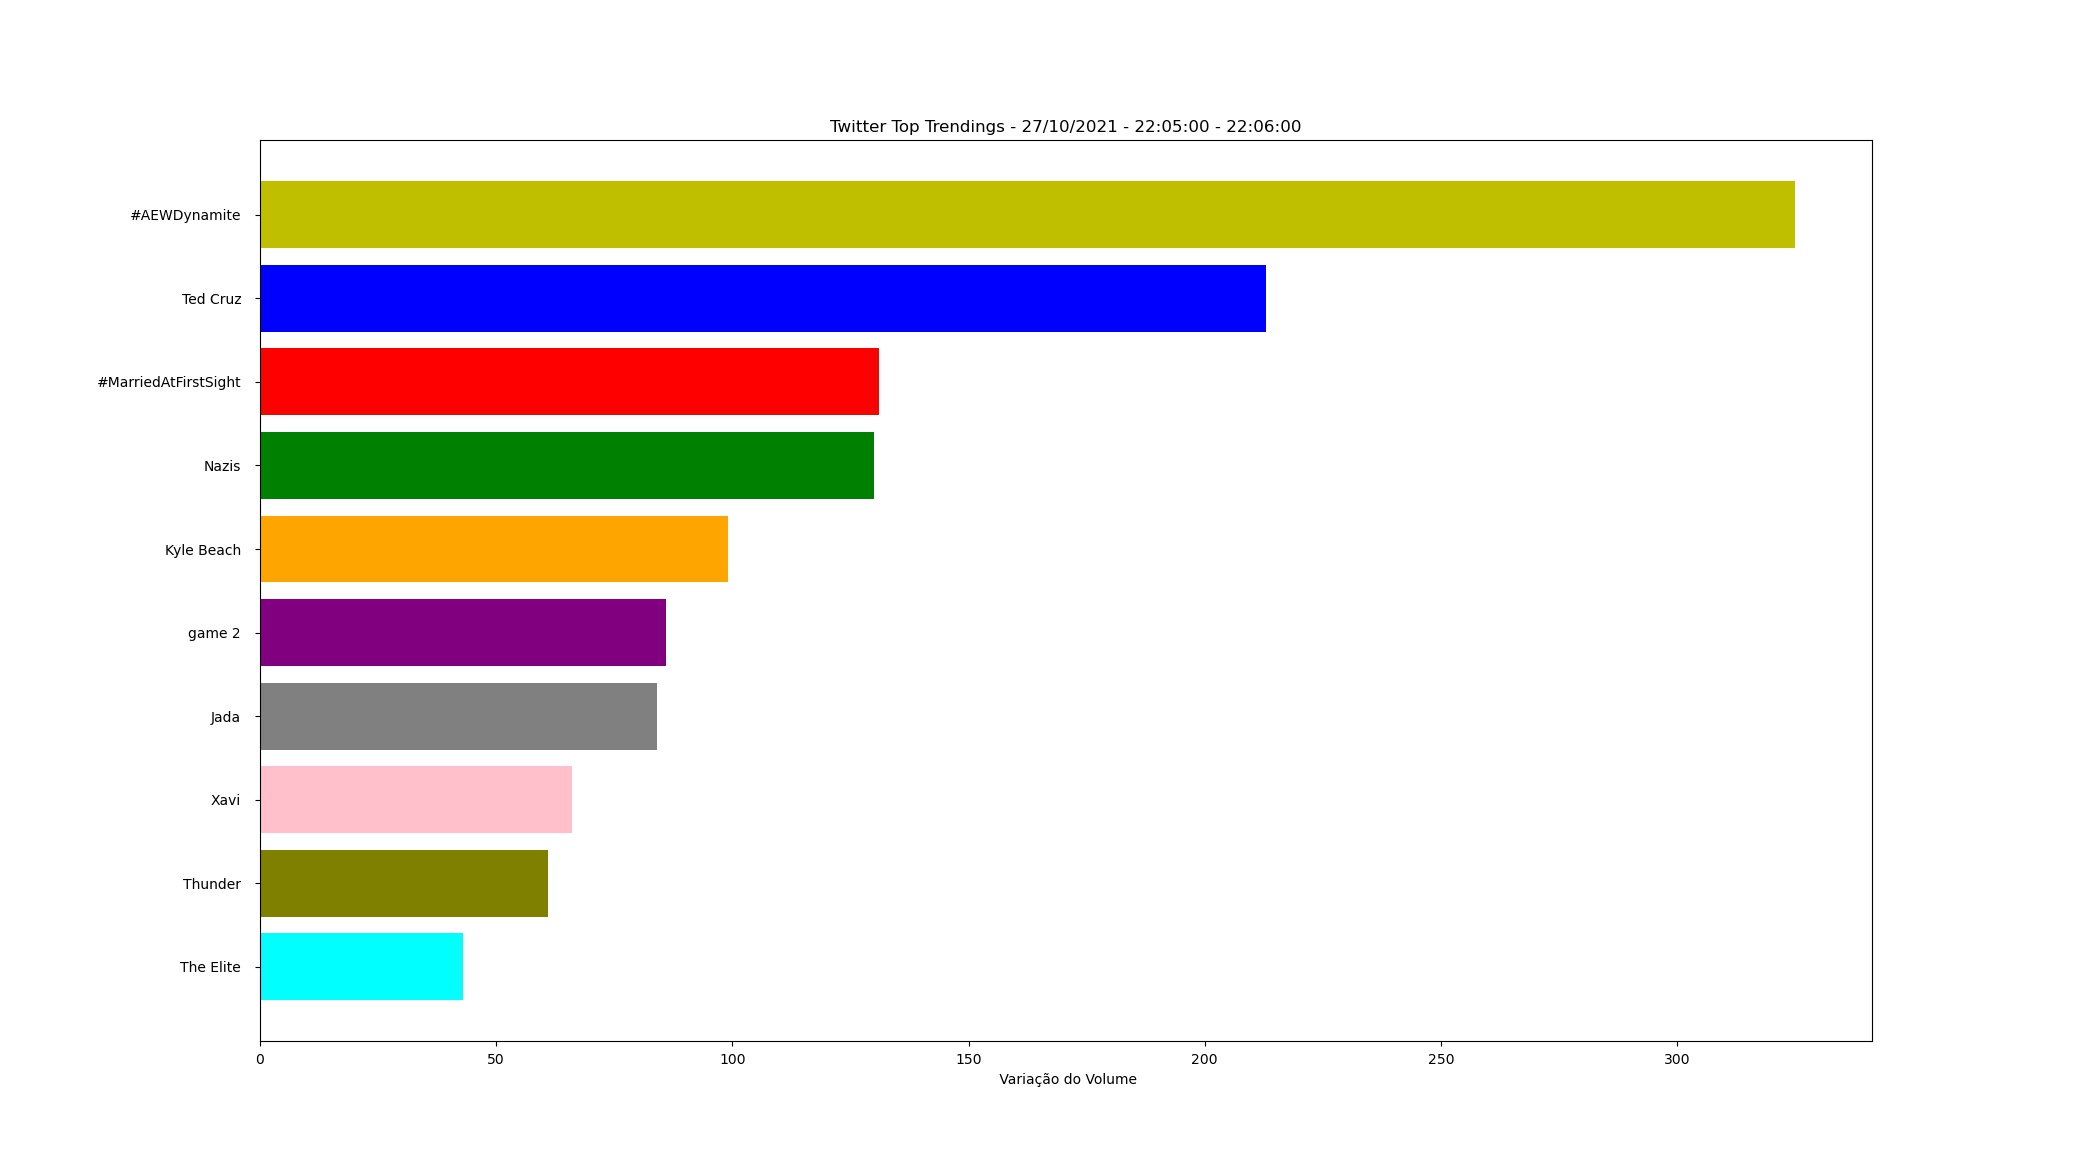 Twitter Top Trendings - 27/10/2021 - 22:05:00 - 22:06:00
#AEWDynamite
Ted Cruz
#MarriedAtFirstSight
Nazis
Kyle Beach
game 2
Jada
Xavi
Thunder
The Elite
0 50 100 150 200 250 300
Variação do Volume